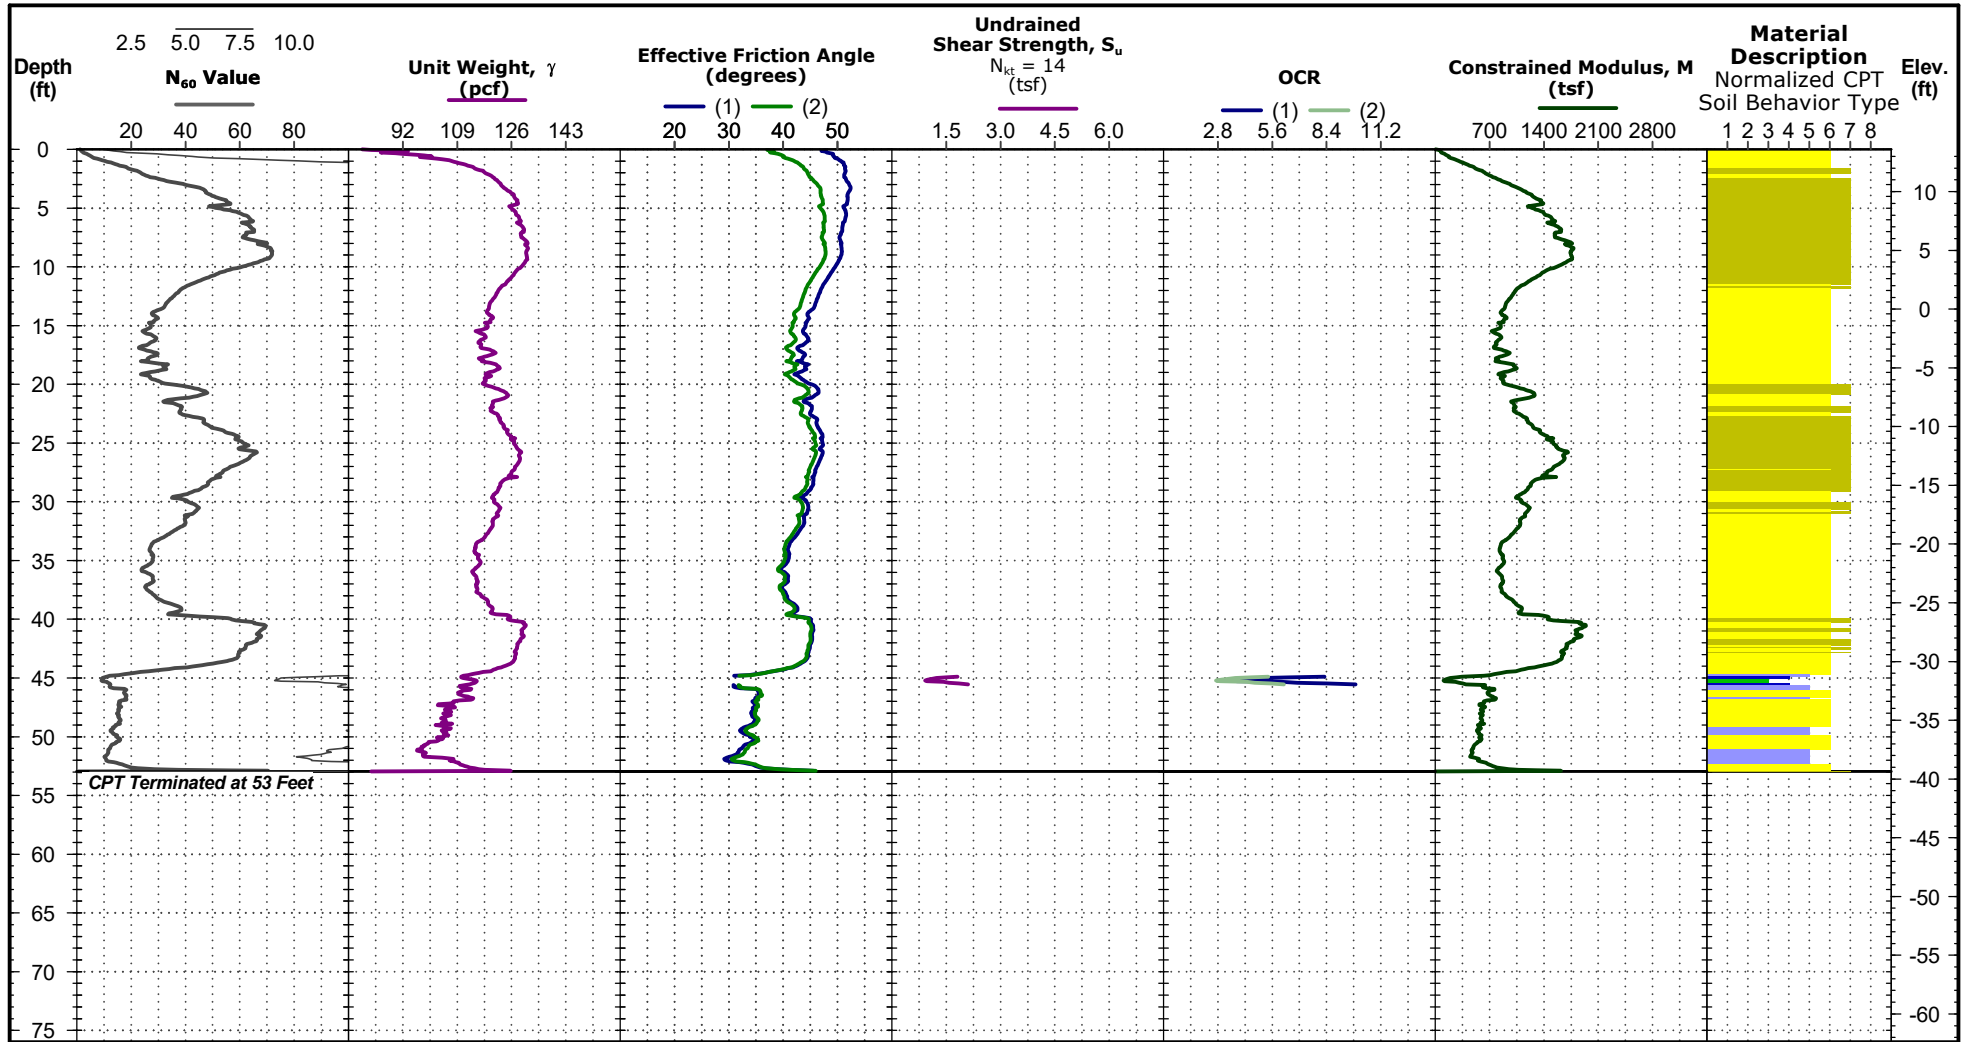 2.5 5.0 7.5 10.0
Depth
(ft)
N60 Value
20 40 60 80
Unit Weight, γ
(pcf)
92 109 126 143
Effective Friction Angle
(degrees)
(1) (2)
20 30 40 50
Undrained
Shear Strength, Su
Nkt = 14
(tsf)
1.5 3.0 4.5 6.0
OCR
(1) (2)
2.8 5.6 8.4 11.2
Constrained Modulus, M
(tsf)
700 1400 2100 2800
Material
Description
Normalized CPT
Soil Behavior Type
1 2 3 4 5 6 7 8
Elev.
(ft)
0
5
10
15
20
25
30
35
40
45
50
55
60
65
70
75
CPT Terminated at 53 Feet
10
5
0
-5
-10
-15
-20
-25
-30
-35
-40
-45
-50
-55
-60